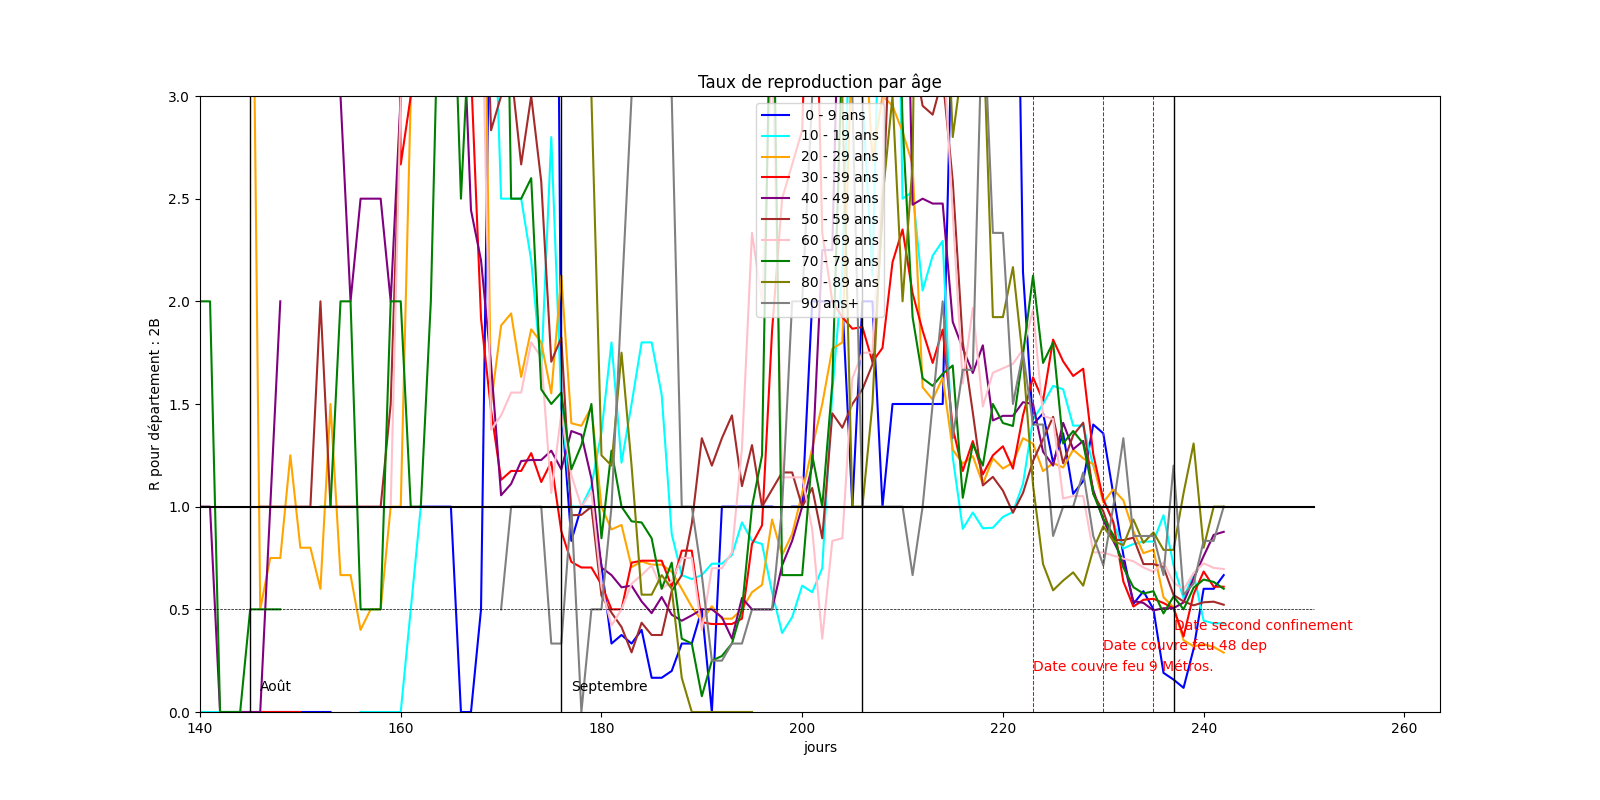 Taux de reproduction par âge
R pour département : 2B
3.0
2.5
2.0
1.5
1.0
0.5
0.0
0 - 9 ans
10 - 19 ans
20 - 29 ans
30 - 39 ans
40 - 49 ans
50 - 59 ans
60 - 69 ans
70 - 79 ans
80 - 89 ans
90 ans+
Date second confinement
Date couvre feu 48 dep
Date couvre feu 9 Métros.
Août
Septembre
140
160
180
200
220
240
260
jours